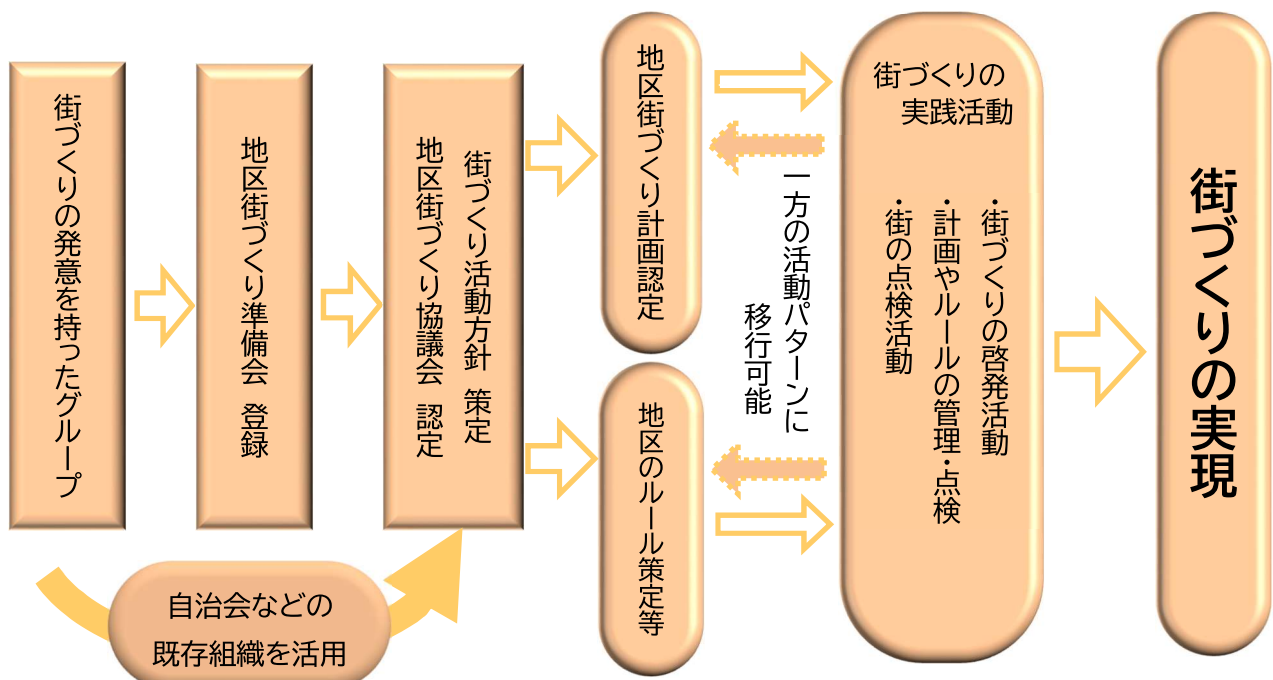 街づくりの発意を持ったグループ
地区街づくり準備会 登録
街づくり活動方針 策定
地区街づくり協議会 認定
自治会などの
既存組織を活用
地区街づくり計画認定
地区のルール策定等
一方の活動パターンに
移行可能
街づくりの
実践活動
・街づくりの啓発活動
・計画やルールの管理・点検
・街の点検活動
街づくりの実現